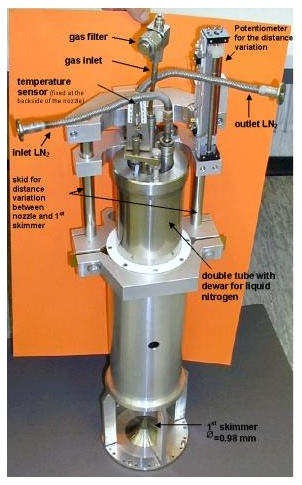 gas filter
Potentiometer
for the distance
variation
gas inlet
temperature
sensor (fixed at the
backside of the nozzle)
outlet LN2
inlet LN2
skid for
distance
variation
between
nozzle and 1st
skimmer
double tube with
dewar for liquid
nitrogen
1st skimmer
Ø=0.98 mm